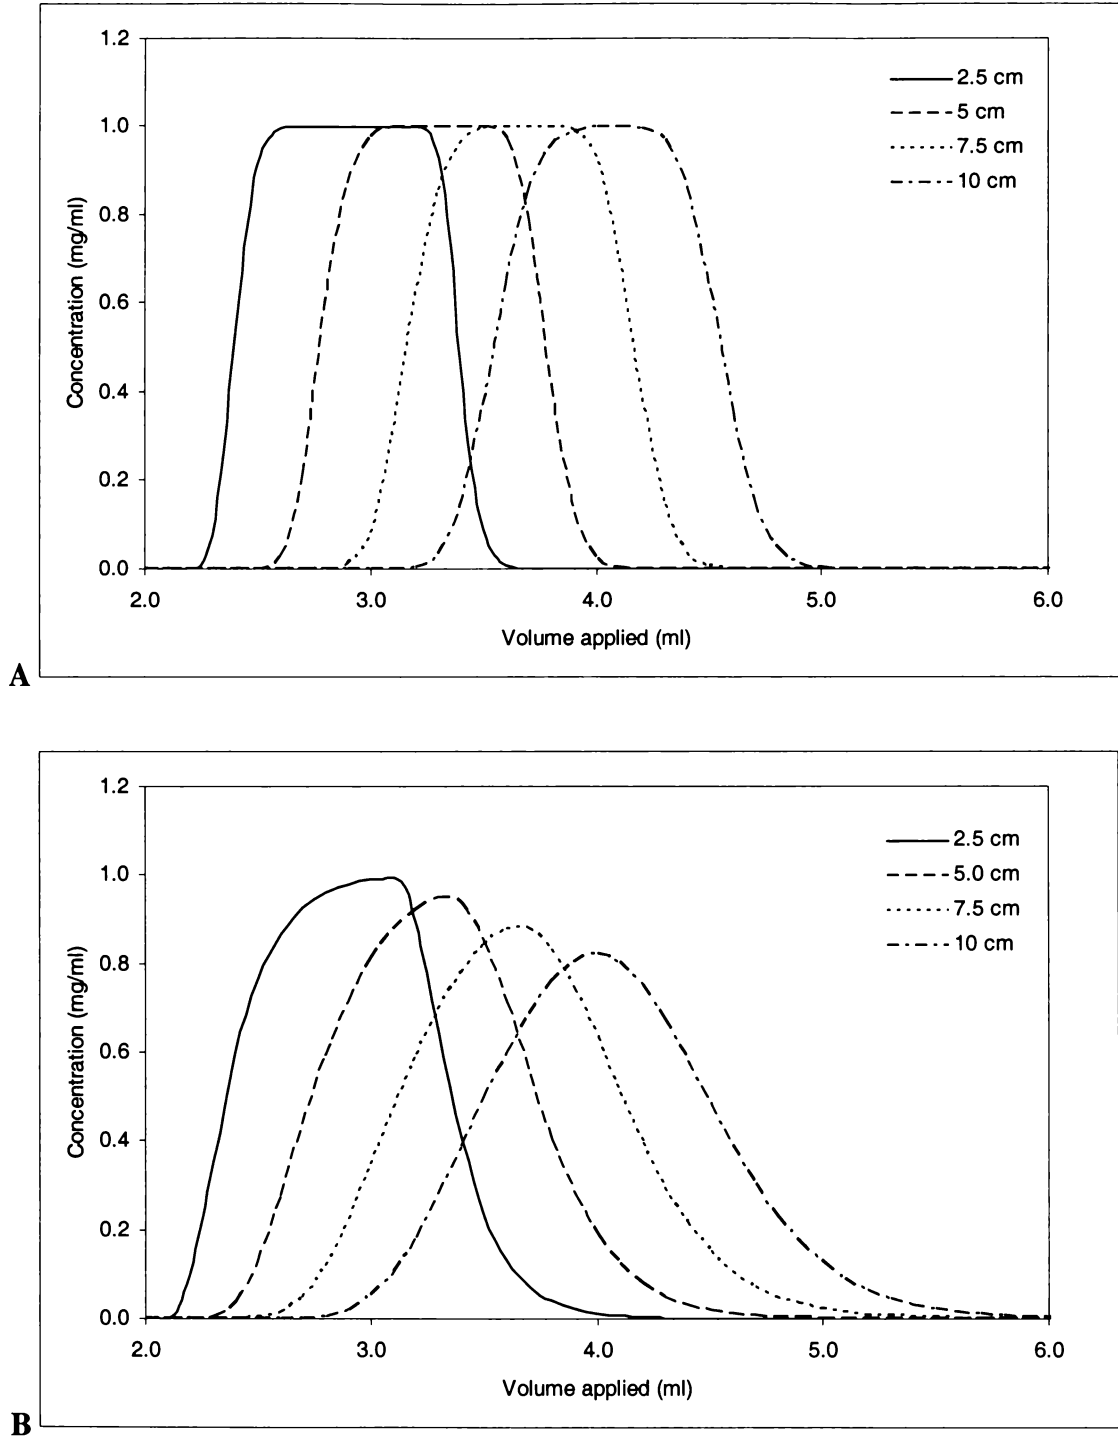 1.2
1.0
0.8
0.6
0.4
0.2
0.0
Concentration (mg/ml)
2.0 3.0 4.0 5.0 6.0
Volume applied (ml)
2.5 cm
5 cm
7.5 cm
10 cm
A
1.2
1.0
0.8
0.6
0.4
0.2
0.0
Concentration (mg/ml)
2.0 3.0 4.0 5.0 6.0
Volume applied (ml)
2.5 cm
5.0 cm
7.5 cm
10 cm
B